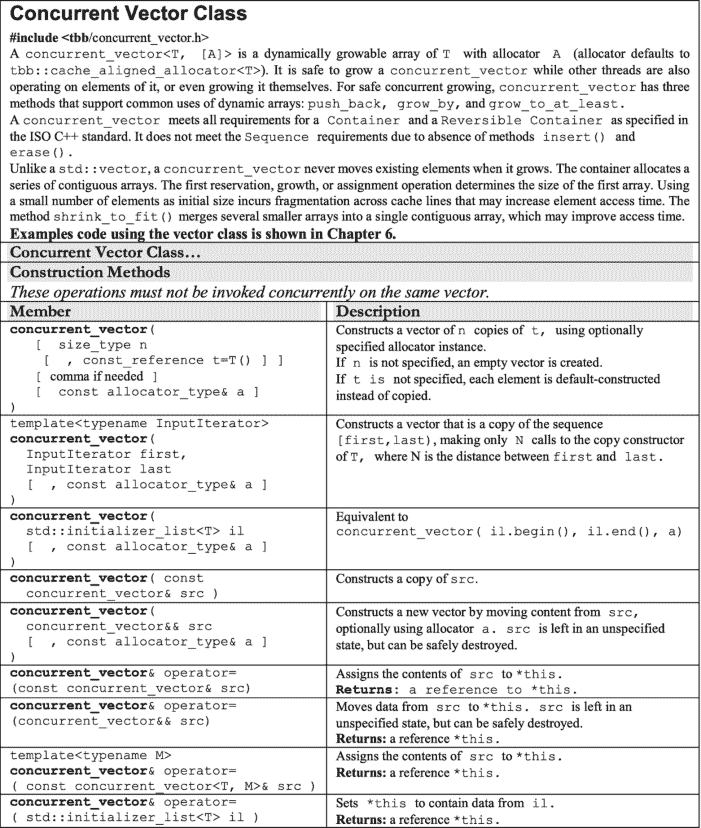 Concurrent Vector Class
#include <tbb/concurrent_vector.h>
A concurrent_vector<T, [A]> is a dynamically growable array of T with allocator A (allocator defaults to
tbb::cache_aligned_allocator<T>). It is safe to grow a concurrent_vector while other threads are also
operating on elements of it, or even growing it themselves. For safe concurrent growing, concurrent_vector has three
methods that support common uses of dynamic arrays: push_back, grow_by, and grow_to_at_least.
A concurrent_vector meets all requirements for a Container and a Reversible Container as specified in
the ISO C++ standard. It does not meet the Sequence requirements due to absence of methods insert() and
erase().
Unlike a std::vector, a concurrent_vector never moves existing elements when it grows. The container allocates a
series of contiguous arrays. The first reservation, growth, or assignment operation determines the size of the first array. Using
a small number of elements as initial size incurs fragmentation across cache lines that may increase element access time. The
method shrink_to_fit() merges several smaller arrays into a single contiguous array, which may improve access time.
Examples code using the vector class is shown in Chapter 6.
Concurrent Vector Class…
Construction Methods
These operations must not be invoked concurrently on the same vector.
Member
Description
concurrent_vector(
[ size_type n
[ , const_reference t=T() ] ]
[ comma if needed ]
[ const allocator_type& a ]
)
Constructs a vector of n copies of t, using optionally
specified allocator instance.
If n is not specified, an empty vector is created.
If t is not specified, each element is default-constructed
instead of copied.
template<typename InputIterator>
concurrent_vector(
InputIterator first,
InputIterator last
[ , const allocator_type& a ]
)
Constructs a vector that is a copy of the sequence
[first,last), making only N calls to the copy constructor
of T, where N is the distance between first and last.
concurrent_vector(
std::initializer_list<T> il
[ , const allocator_type& a ]
)
Equivalent to
concurrent_vector( il.begin(), il.end(), a)
concurrent_vector( const
concurrent_vector& src )
Constructs a copy of src.
concurrent_vector(
concurrent_vector&& src
[ , const allocator_type& a ]
)
Constructs a new vector by moving content from src,
optionally using allocator a. src is left in an unspecified
state, but can be safely destroyed.
concurrent_vector& operator=
(const concurrent_vector& src)
Assigns the contents of src to *this.
Returns: a reference to *this.
concurrent_vector& operator=
(concurrent_vector&& src)
Moves data from src to *this. src is left in an
unspecified state, but can be safely destroyed.
Returns: a reference *this.
template<typename M>
concurrent_vector& operator=
( const concurrent_vector<T, M>& src )
Assigns the contents of src to *this.
Returns: a reference *this.
concurrent_vector& operator=
( std::initializer_list<T> il )
Sets *this to contain data from il.
Returns: a reference *this.